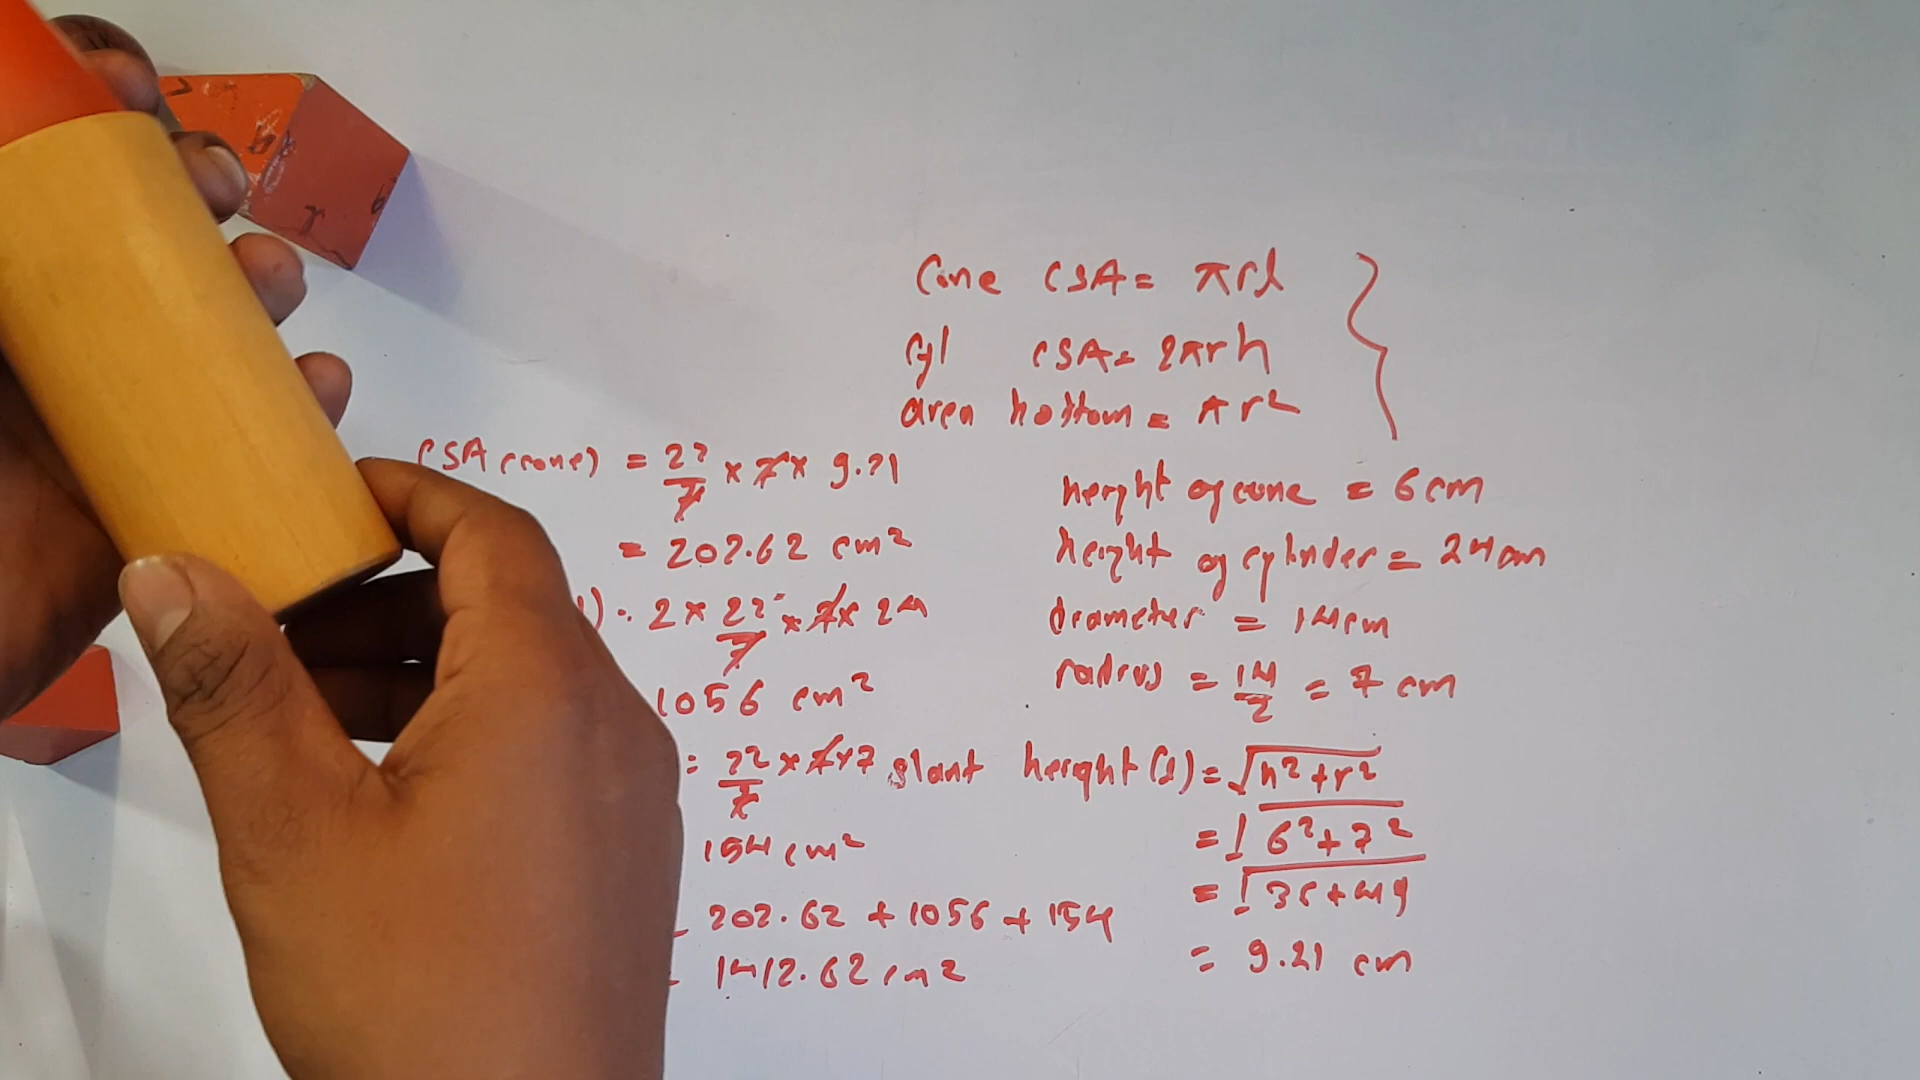 Cone CSA = πrl
cyl CSA = 2πrh
area bottom = πr²
CSA (cone) = 22/7 × 7 × 9.21
= 202.62 cm²
) = 2 × 22/7 × 7 × 24
1056 cm²
= 22/7 × 7 × 7
154 cm²
= 202.62 + 1056 + 154
= 1412.62 cm²
height of cone = 6 cm
height of cylinder = 24 cm
diameter = 14 cm
radius = 14/2 = 7 cm
slant height (l) = √h² + r²
= √6² + 7²
= √36 + 49
= 9.21 cm